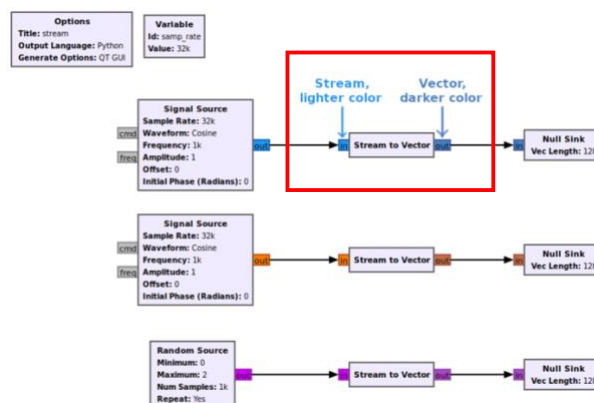 Options
Title: stream
Output Language: Python
Generate Options: QT GUI
Variable
Id: samp_rate
Value: 32k
Stream,
lighter color
Vector,
darker color
Signal Source
Sample Rate: 32k
Waveform: Cosine
Frequency: 1k
Amplitude: 1
Offset: 0
Initial Phase (Radians): 0
cmd
freq
out
in
Stream to Vector
out
in
Null Sink
Vec Length:
Signal Source
Sample Rate: 32k
Waveform: Cosine
Frequency: 1k
Amplitude: 1
Offset: 0
Initial Phase (Radians): 0
cmd
freq
out
in
Stream to Vector
out
in
Null Sink
Vec Length:
Random Source
Minimum: 0
Maximum: 2
Num Samples: 1k
Repeat: Yes
out
in
Stream to Vector
out
in
Null Sink
Vec Length: